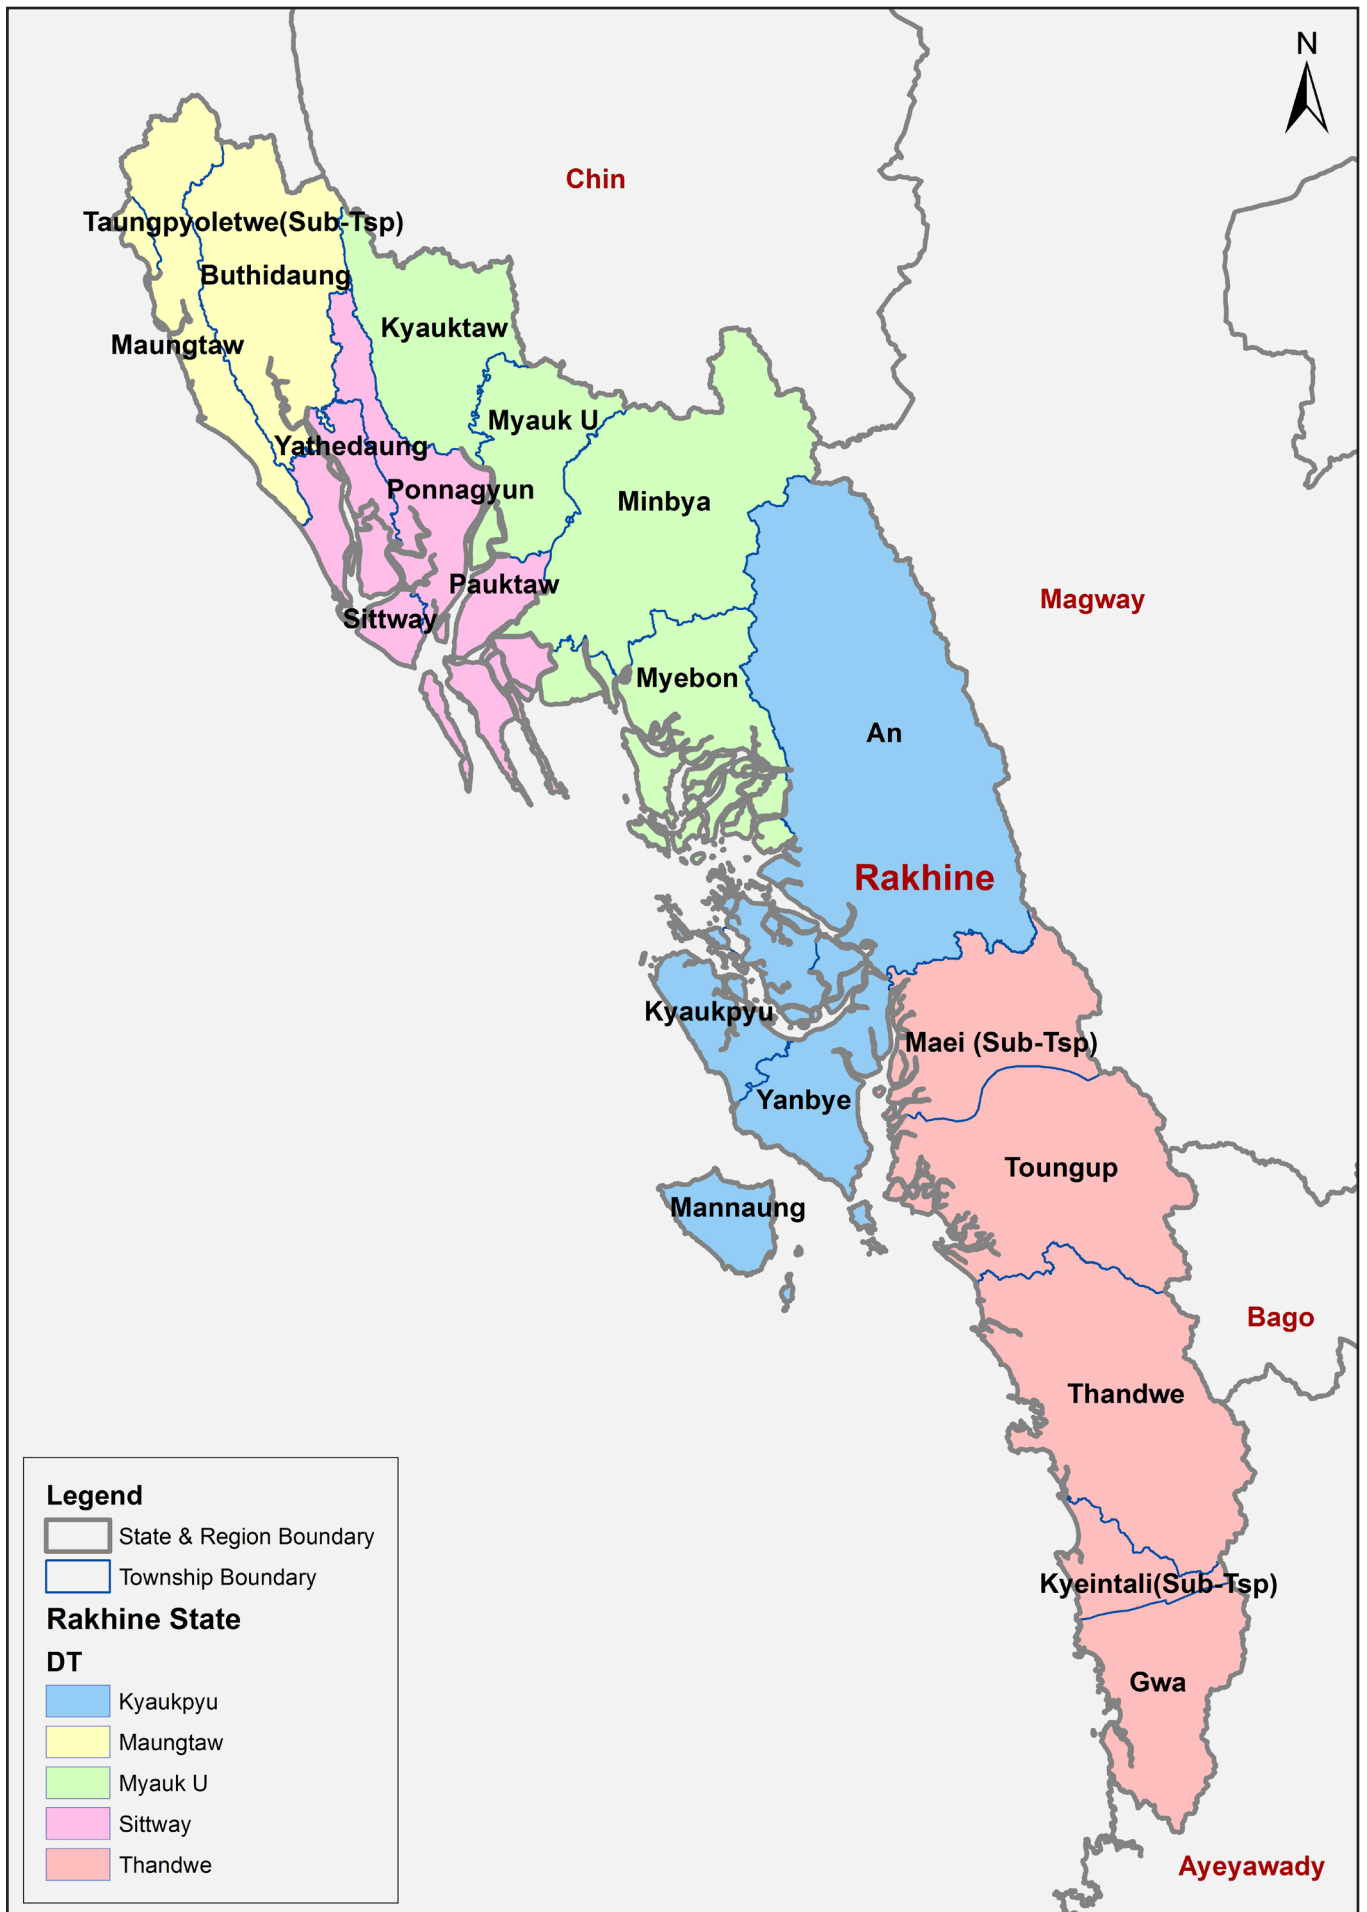 N
Chin
Taungpyoletwe(Sub-Tsp)
Buthidaung
Kyauktaw
Maungtaw
Myauk U
Yathedaung
Ponnagyun
Minbya
Pauktaw
Magway
Sittway
Myebon
An
Rakhine
Kyaukpyu
Maei (Sub-Tsp)
Yanbye
Toungup
Mannaung
Bago
Thandwe
Kyeintali(Sub-Tsp)
Gwa
Ayeyawady
Legend
State & Region Boundary
Township Boundary
Rakhine State
DT
Kyaukpyu
Maungtaw
Myauk U
Sittway
Thandwe